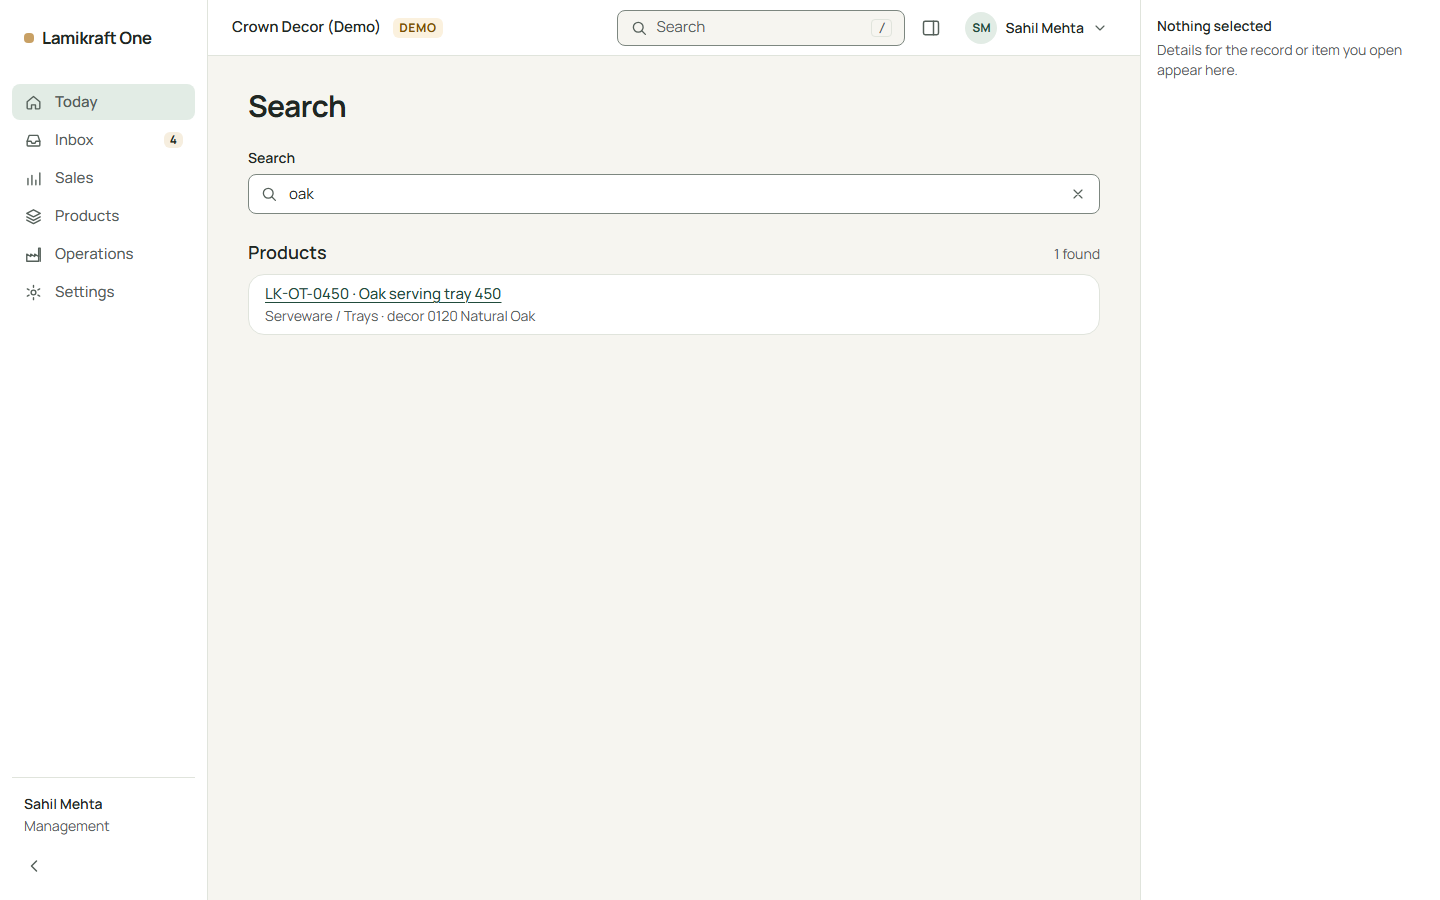 Lamikraft One
Today
Inbox 4
Sales
Products
Operations
Settings
Sahil Mehta
Management
Crown Decor (Demo) DEMO
Search /
SM Sahil Mehta
Search
Search
oak
Products 1 found
LK-OT-0450 · Oak serving tray 450
Serveware / Trays · decor 0120 Natural Oak
Nothing selected
Details for the record or item you open
appear here.